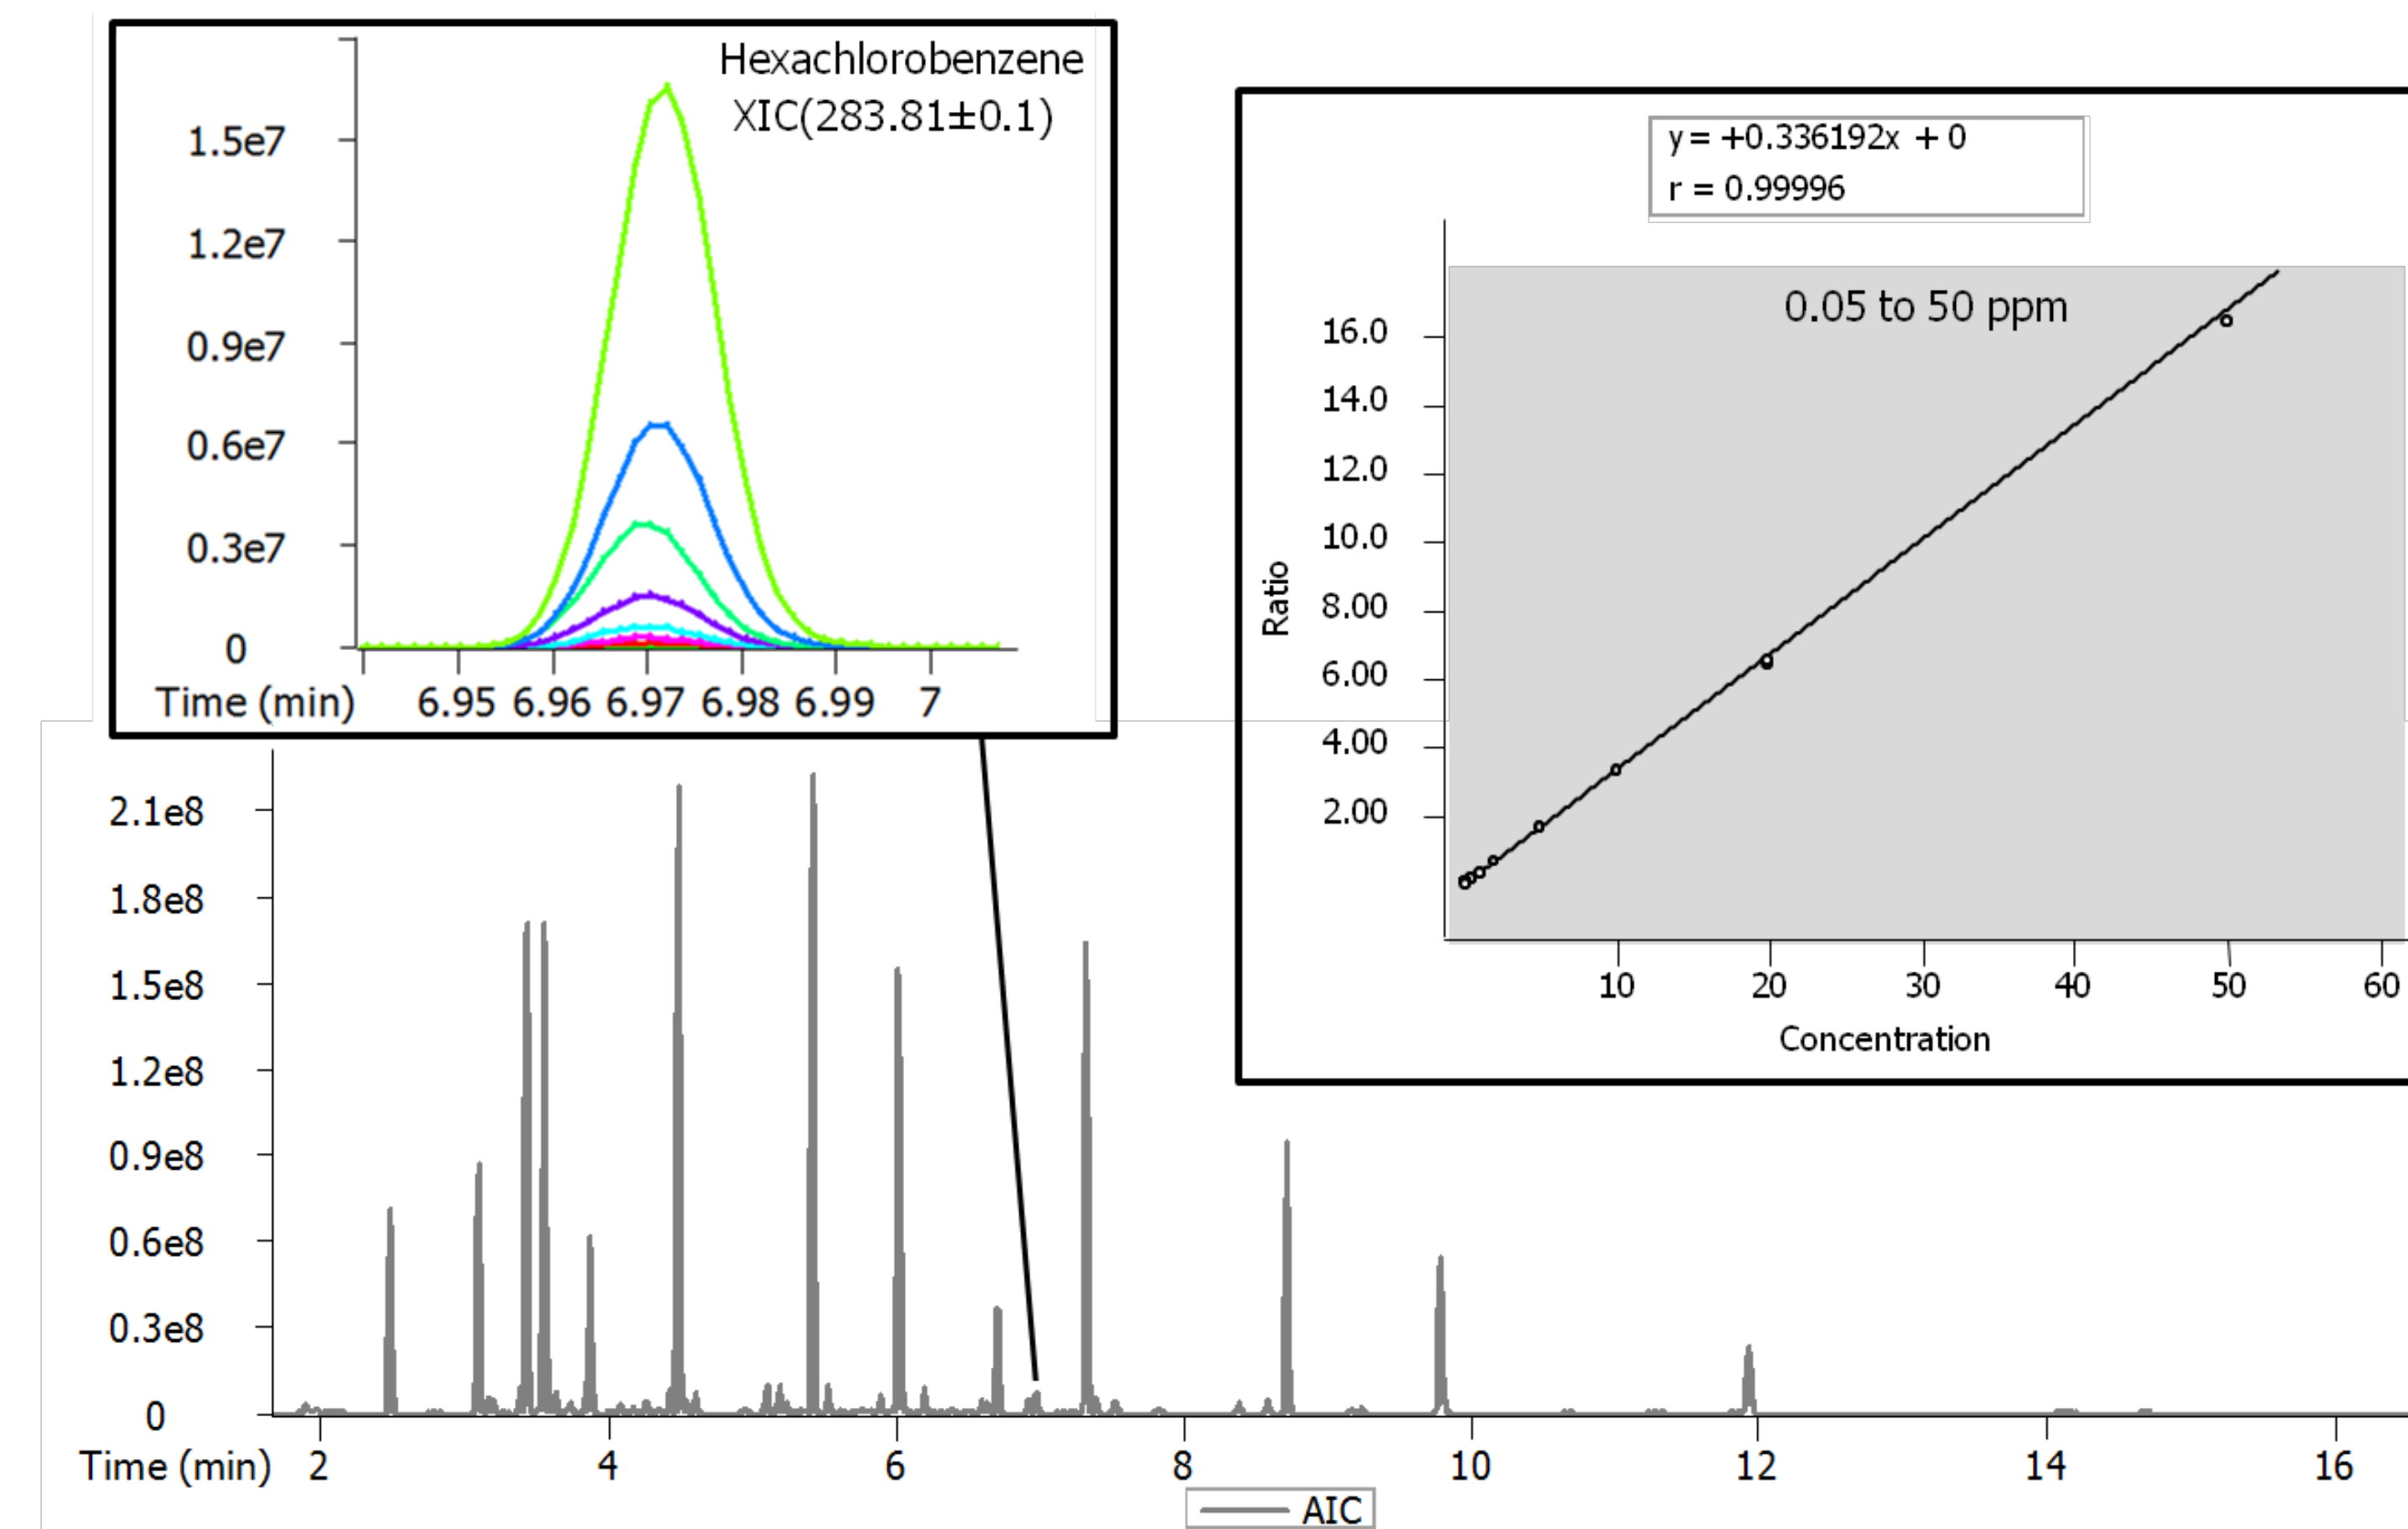 Hexachlorobenzene
XIC(283.81±0.1)
1.5e7
1.2e7
0.9e7
0.6e7
0.3e7
0
Time (min) 6.95 6.96 6.97 6.98 6.99 7
y = +0.336192x + 0
r = 0.99996
0.05 to 50 ppm
16.0
14.0
12.0
10.0
8.00
6.00
4.00
2.00
Ratio
10 20 30 40 50 60
Concentration
2.1e8
1.8e8
1.5e8
1.2e8
0.9e8
0.6e8
0.3e8
0
Time (min) 2 4 6 8 10 12 14 16
AIC